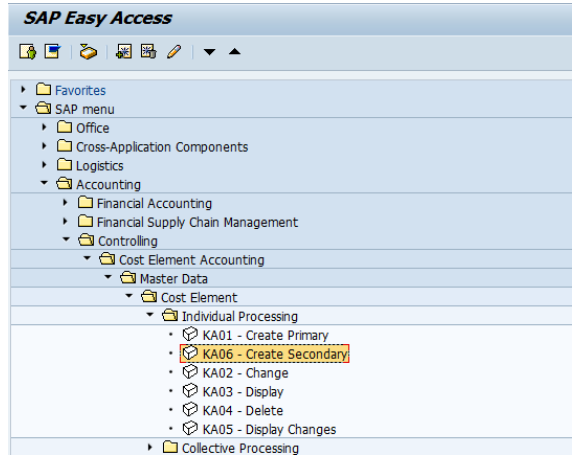 SAP Easy Access
Favorites
SAP menu
Office
Cross-Application Components
Logistics
Accounting
Financial Accounting
Financial Supply Chain Management
Controlling
Cost Element Accounting
Master Data
Cost Element
Individual Processing
KA01 - Create Primary
KA06 - Create Secondary
KA02 - Change
KA03 - Display
KA04 - Delete
KA05 - Display Changes
Collective Processing